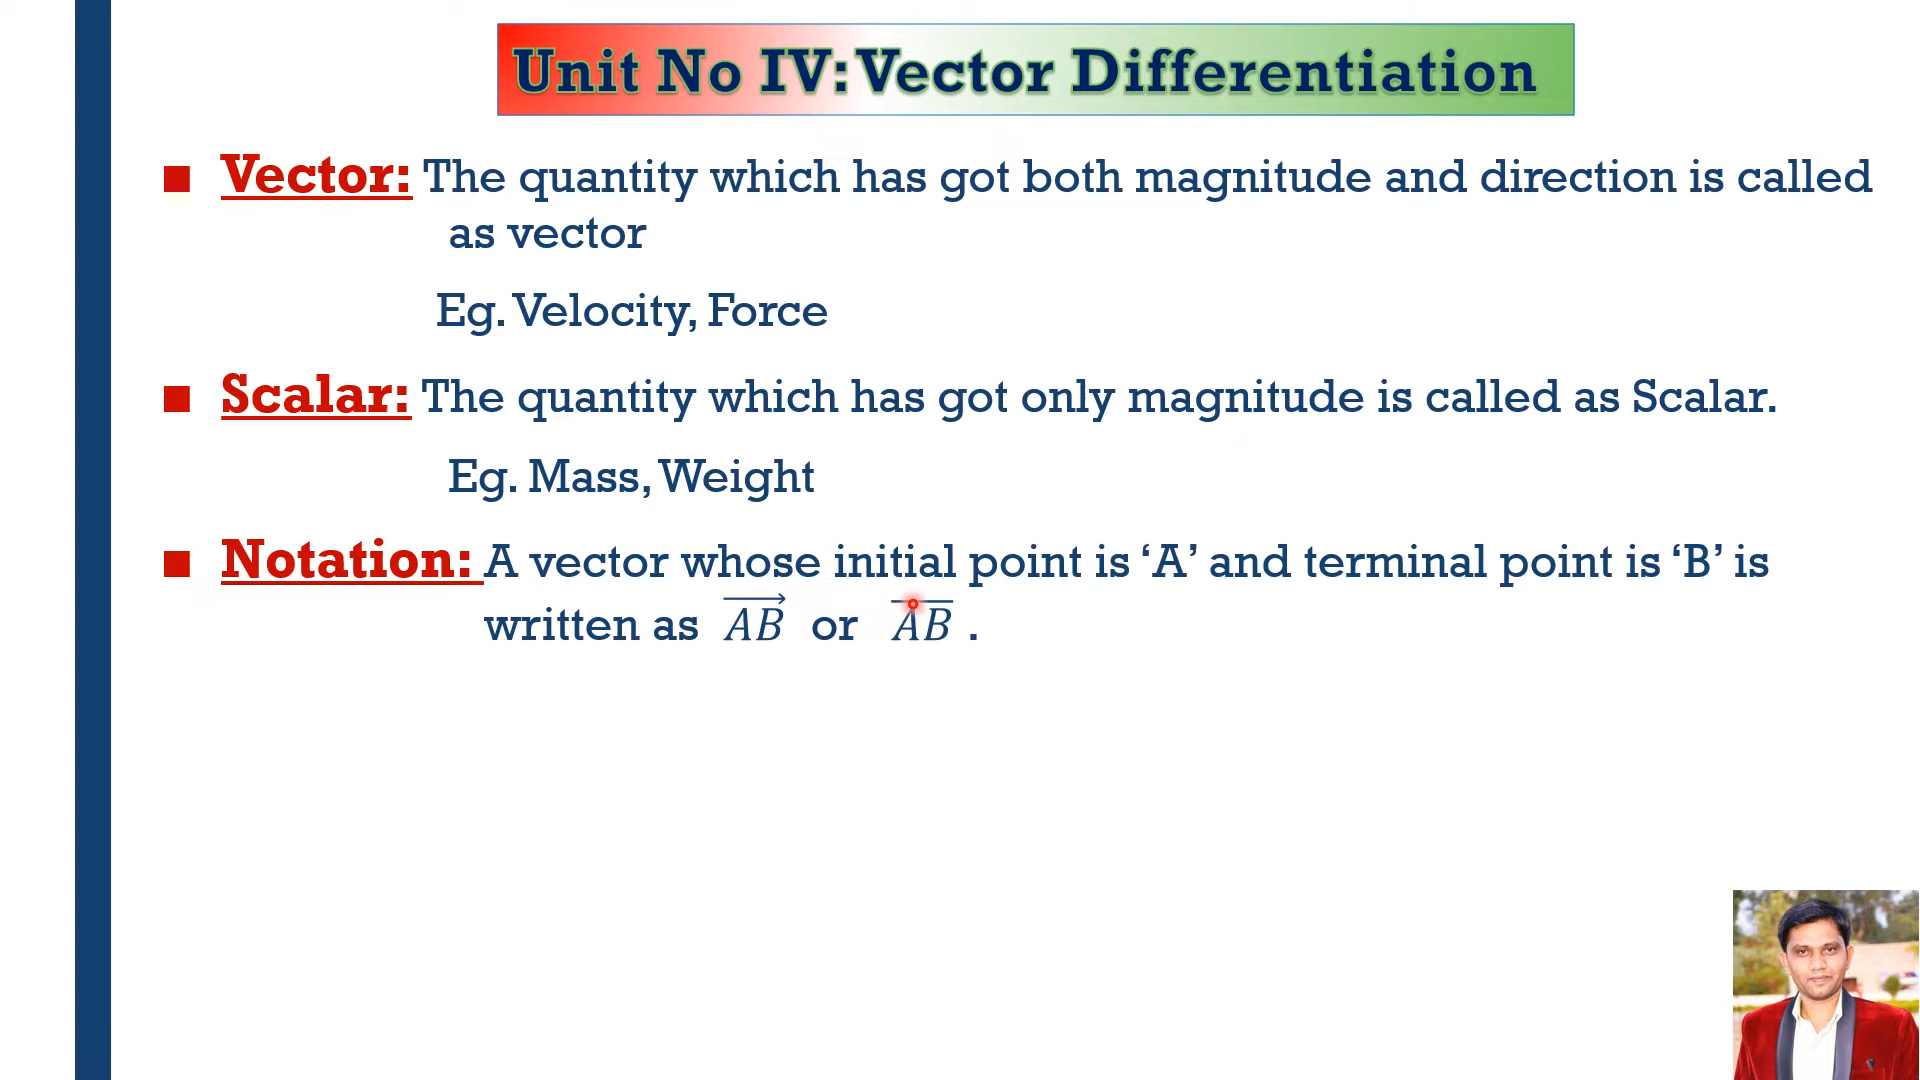 Unit No IV: Vector Differentiation
■ Vector: The quantity which has got both magnitude and direction is called
as vector
Eg. Velocity, Force
■ Scalar: The quantity which has got only magnitude is called as Scalar.
Eg. Mass, Weight
■ Notation: A vector whose initial point is ‘A’ and terminal point is ‘B’ is
written as $\overrightarrow{AB}$ or $\overline{AB}$ .